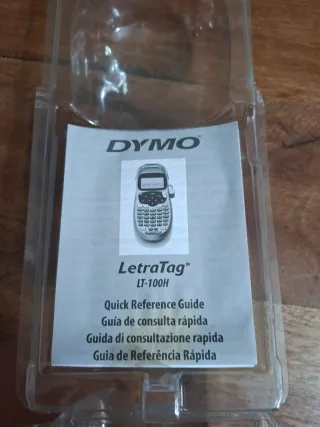 DYMO®
LetraTag®
LT-100H
Quick Reference Guide
Guía de consulta rápida
Guida di consultazione rapida
Guia de Referência Rápida